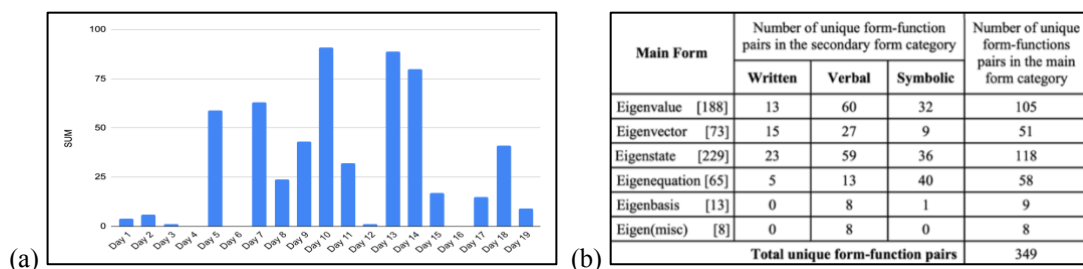 100
75
50
25
0
SUM
Day 1 Day 2 Day 3 Day 4 Day 5 Day 6 Day 7 Day 8 Day 9 Day 10 Day 11 Day 12 Day 13 Day 14 Day 15 Day 16 Day 17 Day 18 Day 19
(a)
Main Form
Number of unique form-function
pairs in the secondary form category
Number of unique
form-functions
pairs in the main
form category
Written Verbal Symbolic
Eigenvalue [188] 13 60 32 105
Eigenvector [73] 15 27 9 51
Eigenstate [229] 23 59 36 118
Eigenequation [65] 5 13 40 58
Eigenbasis [13] 0 8 1 9
Eigen(misc) [8] 0 8 0 8
Total unique form-function pairs 349
(b)